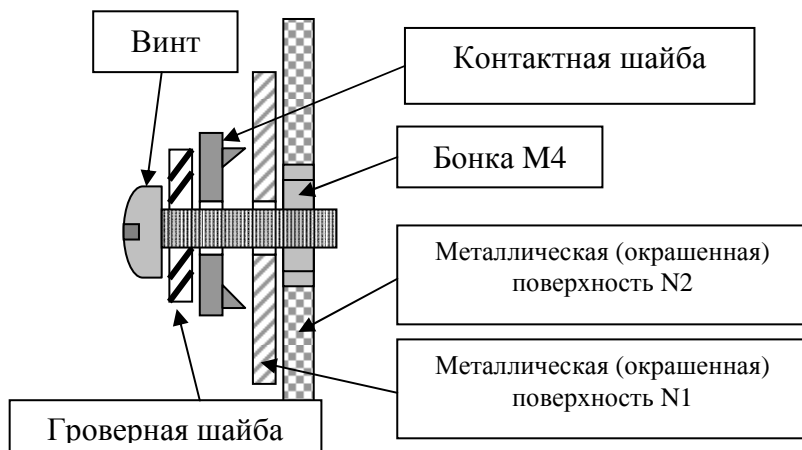 Винт
Контактная шайба
Бонка М4
Металлическая (окрашенная)
поверхность N2
Металлическая (окрашенная)
поверхность N1
Гроверная шайба